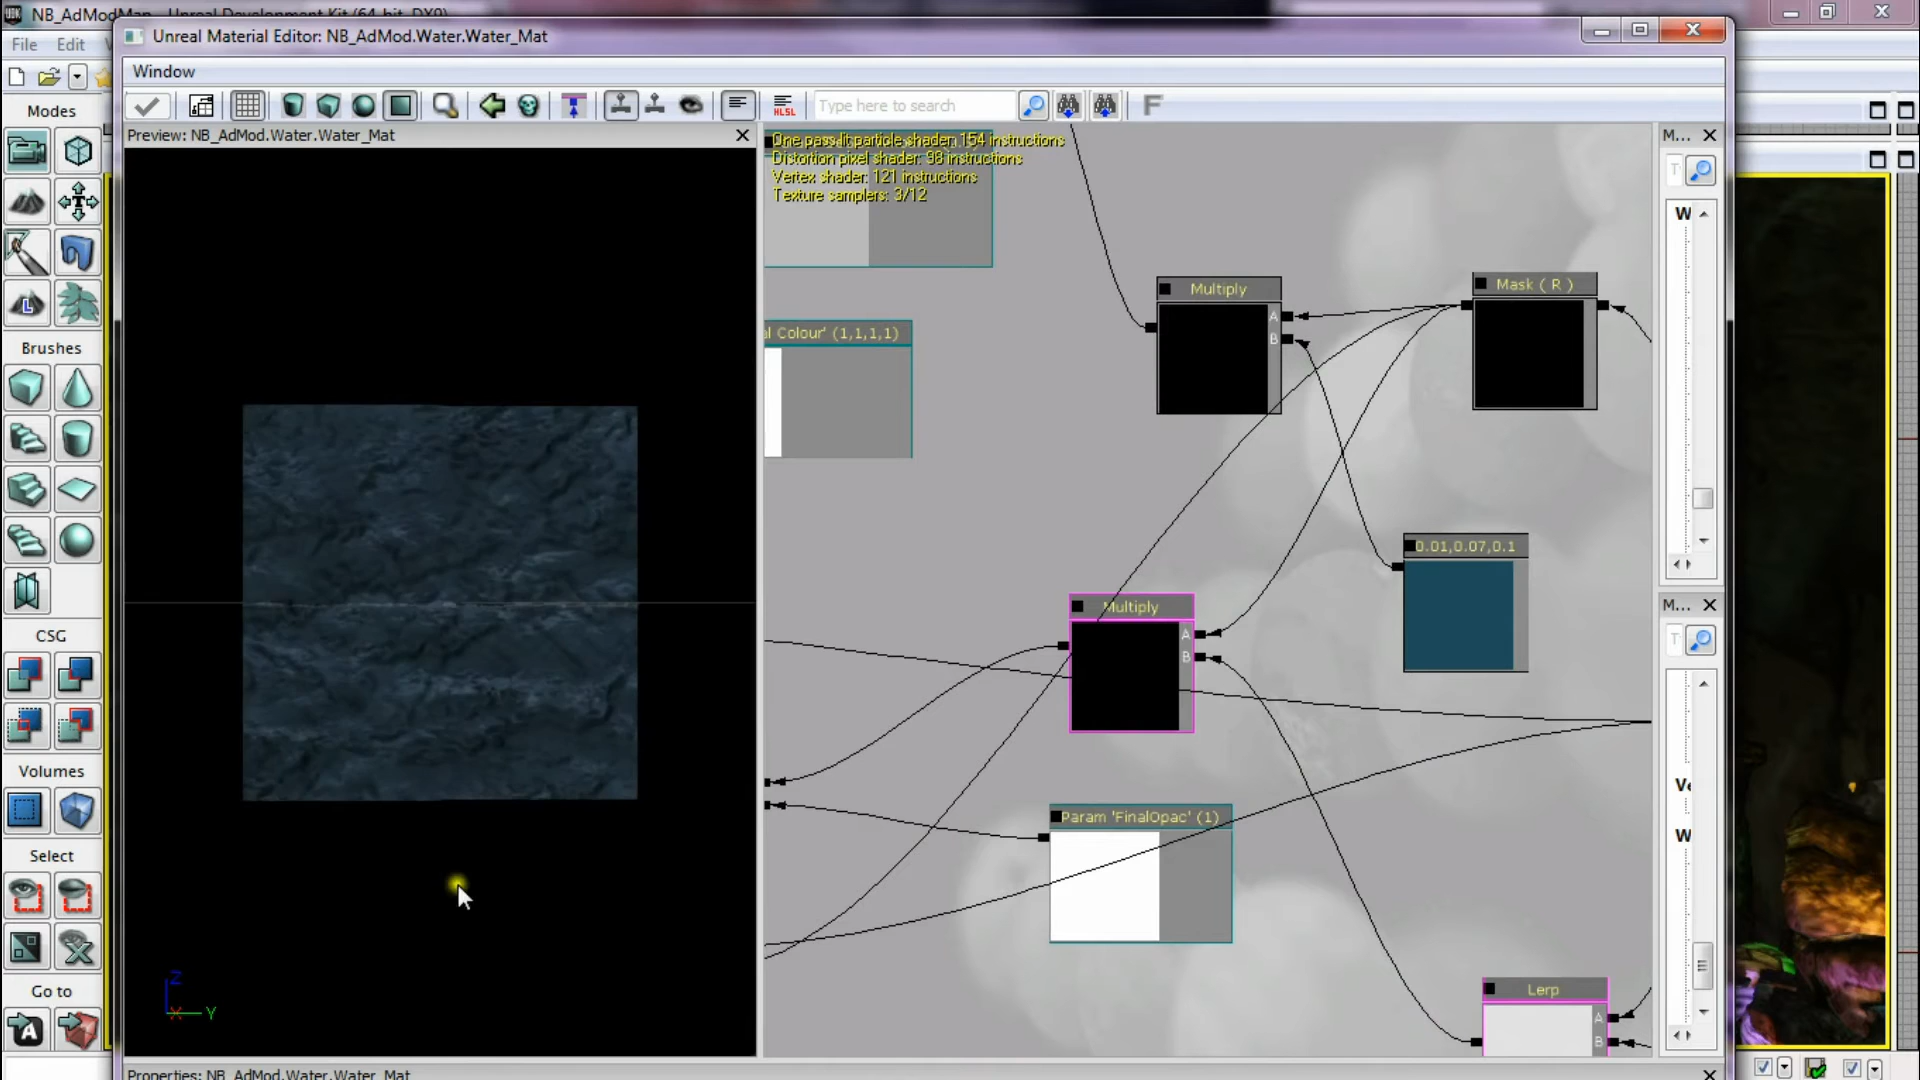 NB_AdModMap - Unreal Development Kit (64-bit, DX9)
Unreal Material Editor: NB_AdMod.Water.Water_Mat
File Edit
Window
HLSL
Type here to search
F
Modes
Preview: NB_AdMod.Water.Water_Mat
M...
One pass lit particle shader: 154 instructions
Distortion pixel shader: 98 instructions
Vertex shader: 121 instructions
Texture samplers: 3/12
T
W
Multiply
A
B
Mask ( R )
al Colour' (1,1,1,1)
L
Brushes
0.01,0.07,0.1
Multiply
A
B
M...
T
CSG
Volumes
Ve
W
Param 'FinalOpac' (1)
Select
Lerp
A
B
Go to
Z
X
Y
A
Properties: NB_AdMod.Water.Water_Mat